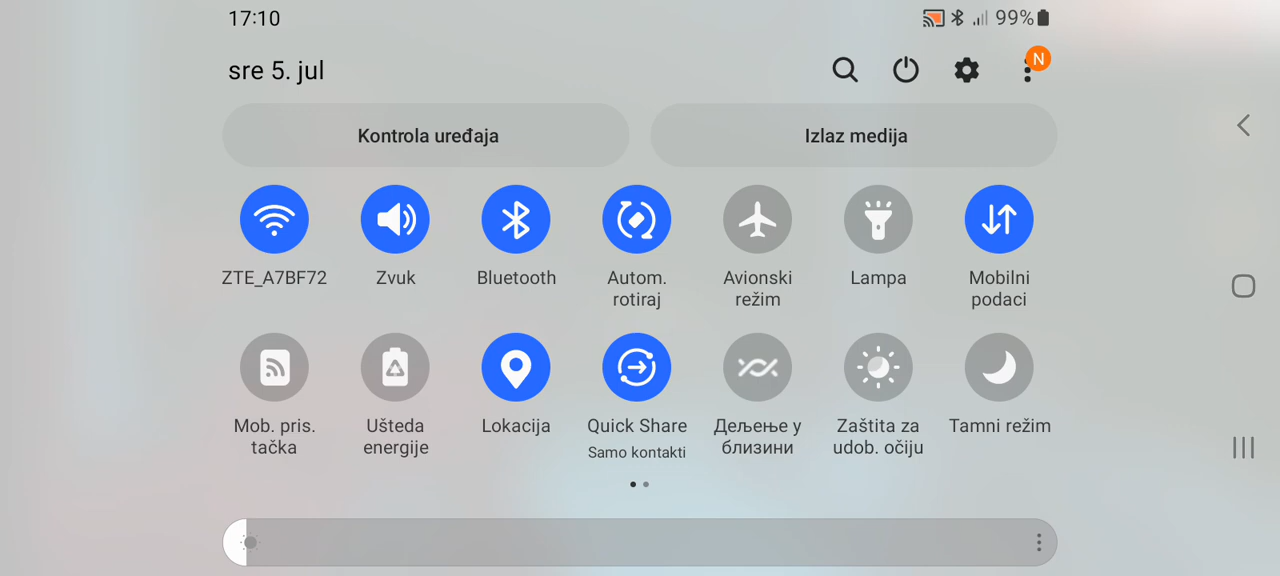 17:10
99%
sre 5. jul
N
Kontrola uređaja
Izlaz medija
ZTE_A7BF72
Zvuk
Bluetooth
Autom.
rotiraj
Avionski
režim
Lampa
Mobilni
podaci
Mob. pris.
tačka
Ušteda
energije
Lokacija
Quick Share
Samo kontakti
Дељење у
близини
Zaštita za
udob. očiju
Tamni režim